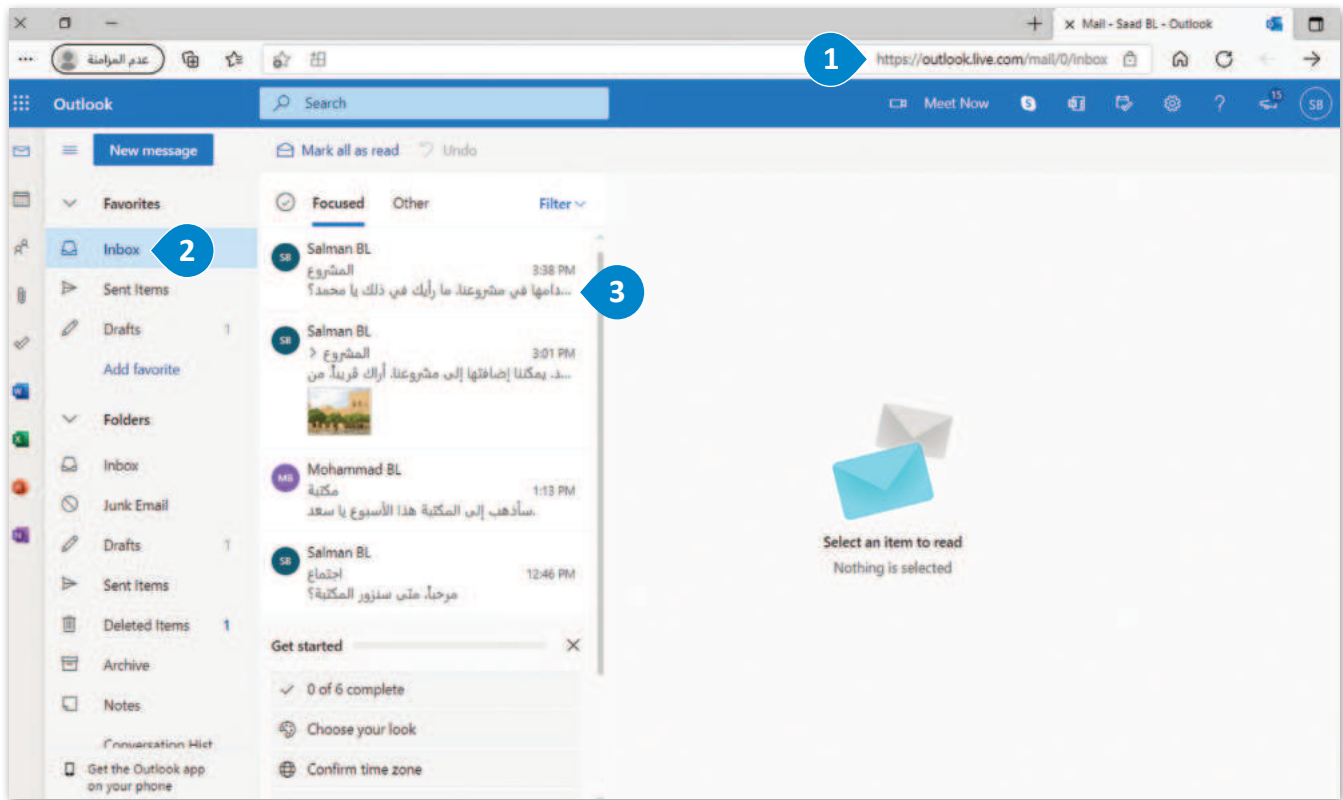 Mail - Saad BL - Outlook
عدم المزامنة
1
https://outlook.live.com/mail/0/inbox
Outlook
Search
Meet Now
15
SB
New message
Mark all as read
Undo
Favorites
Inbox
2
Sent Items
Drafts 1
Add favorite
Folders
Inbox
Junk Email
Drafts 1
Sent Items
Deleted Items 1
Archive
Notes
Conversation Hist
Get the Outlook app
on your phone
Focused Other Filter
SB
Salman BL
المشروع 3:38 PM
...دامها في مشروعنا، ما رأيك في ذلك يا محمد؟
3
SB
Salman BL
المشروع > 3:01 PM
...د. يمكننا إضافتها إلى مشروعنا. أراك قريباً. من
MB
Mohammad BL
مكتبة 1:13 PM
سأذهب إلى المكتبة هذا الأسبوع يا سعد.
SB
Salman BL
اجتماع 12:46 PM
مرحباً، متى سنزور المكتبة؟
Get started
0 of 6 complete
Choose your look
Confirm time zone
Select an item to read
Nothing is selected